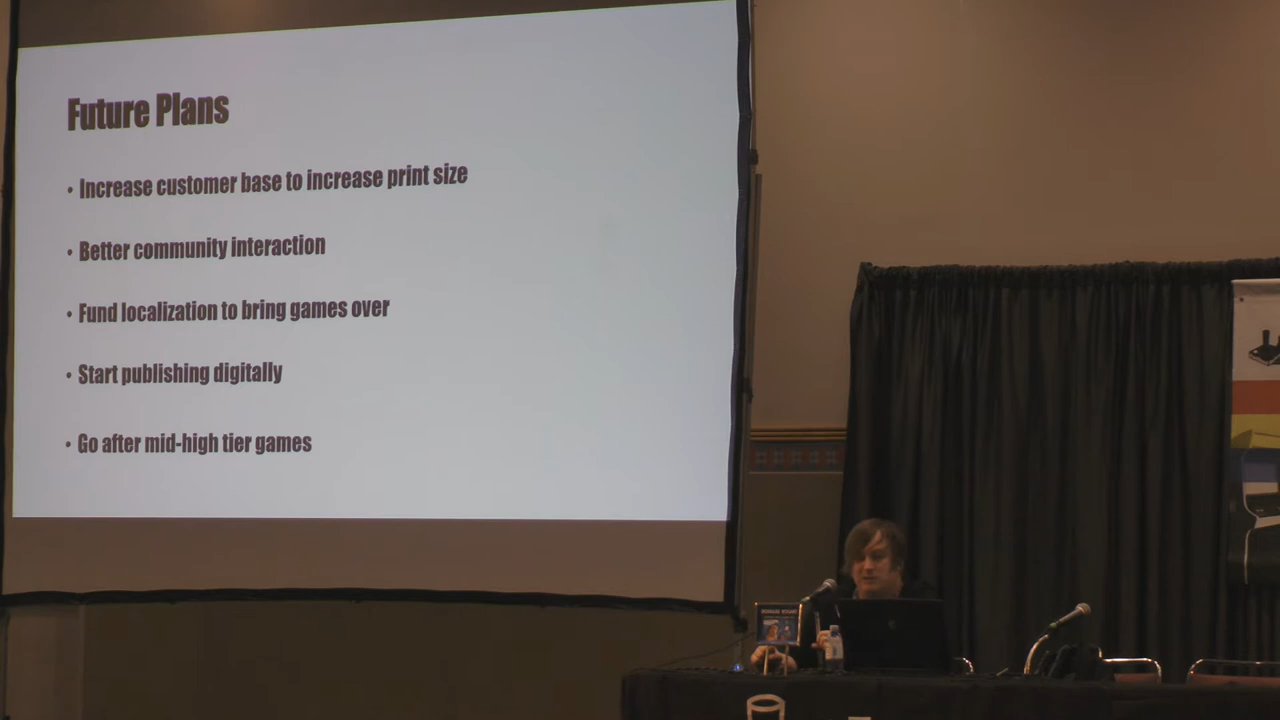 Future Plans
• Increase customer base to increase print size
• Better community interaction
• Fund localization to bring games over
• Start publishing digitally
• Go after mid-high tier games